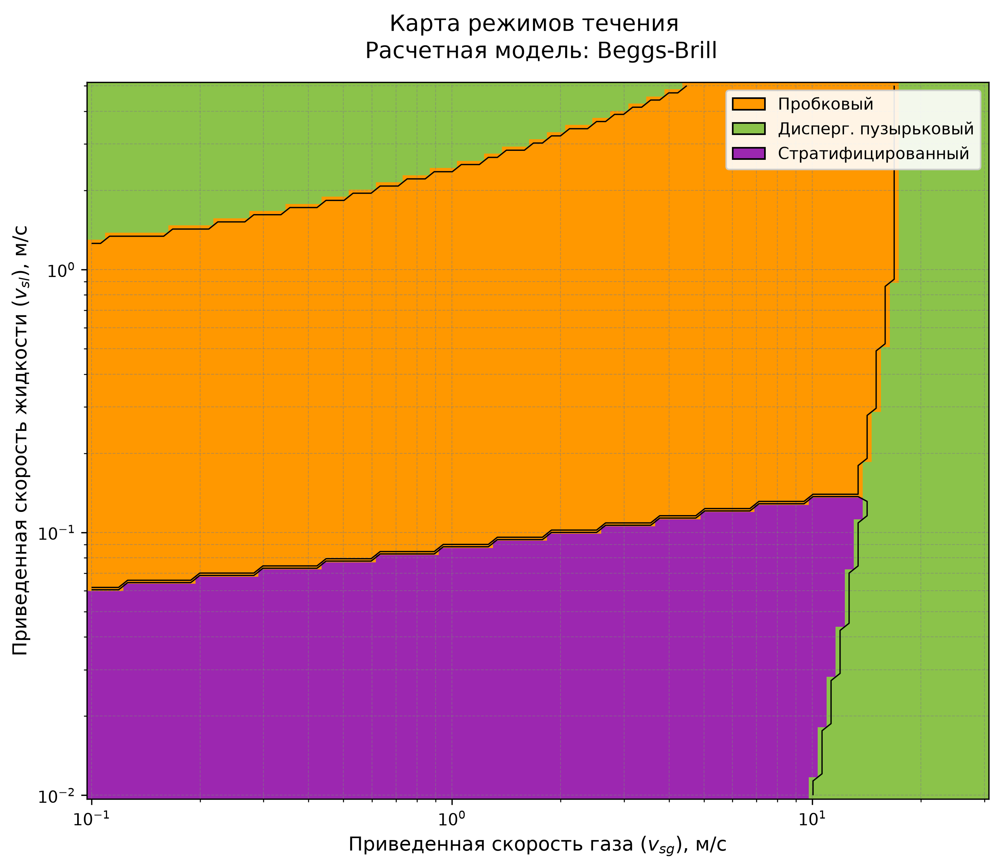 Карта режимов течения
Расчетная модель: Beggs-Brill
Пробковый
Дисперг. пузырьковый
Стратифицированный
Приведенная скорость жидкости (v_sl), м/с
10⁰
10⁻¹
10⁻²
10⁻¹
10⁰
10¹
Приведенная скорость газа (v_sg), м/с